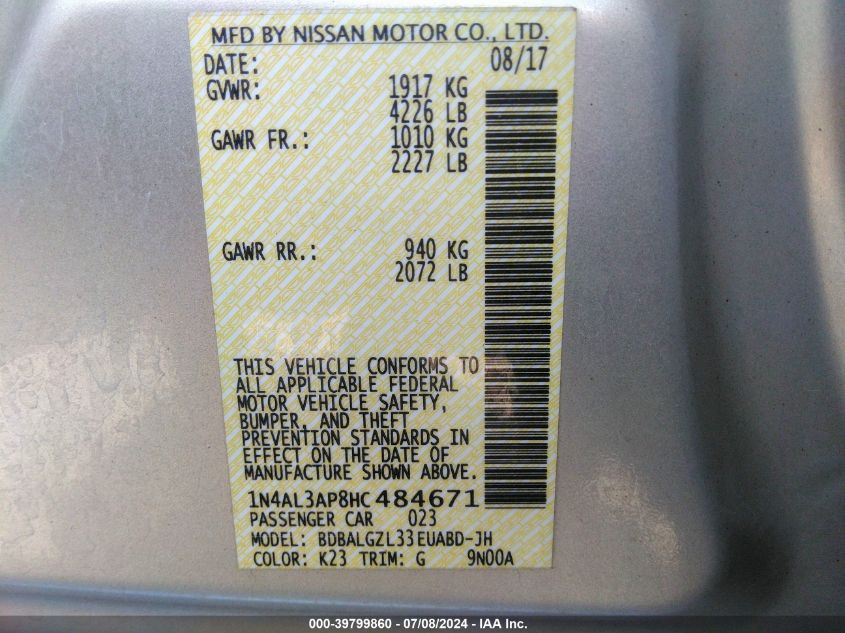 MFD BY NISSAN MOTOR CO., LTD.
DATE: 08/17
GVWR: 1917 KG
4226 LB
GAWR FR.: 1010 KG
2227 LB
GAWR RR.: 940 KG
2072 LB
THIS VEHICLE CONFORMS TO
ALL APPLICABLE FEDERAL
MOTOR VEHICLE SAFETY,
BUMPER, AND THEFT
PREVENTION STANDARDS IN
EFFECT ON THE DATE OF
MANUFACTURE SHOWN ABOVE.
1N4AL3AP8HC484671
PASSENGER CAR 023
MODEL: BDBALGZL33EUABD-JH
COLOR: K23 TRIM: G 9N00A
000-39799860 - 07/08/2024 - IAA Inc.